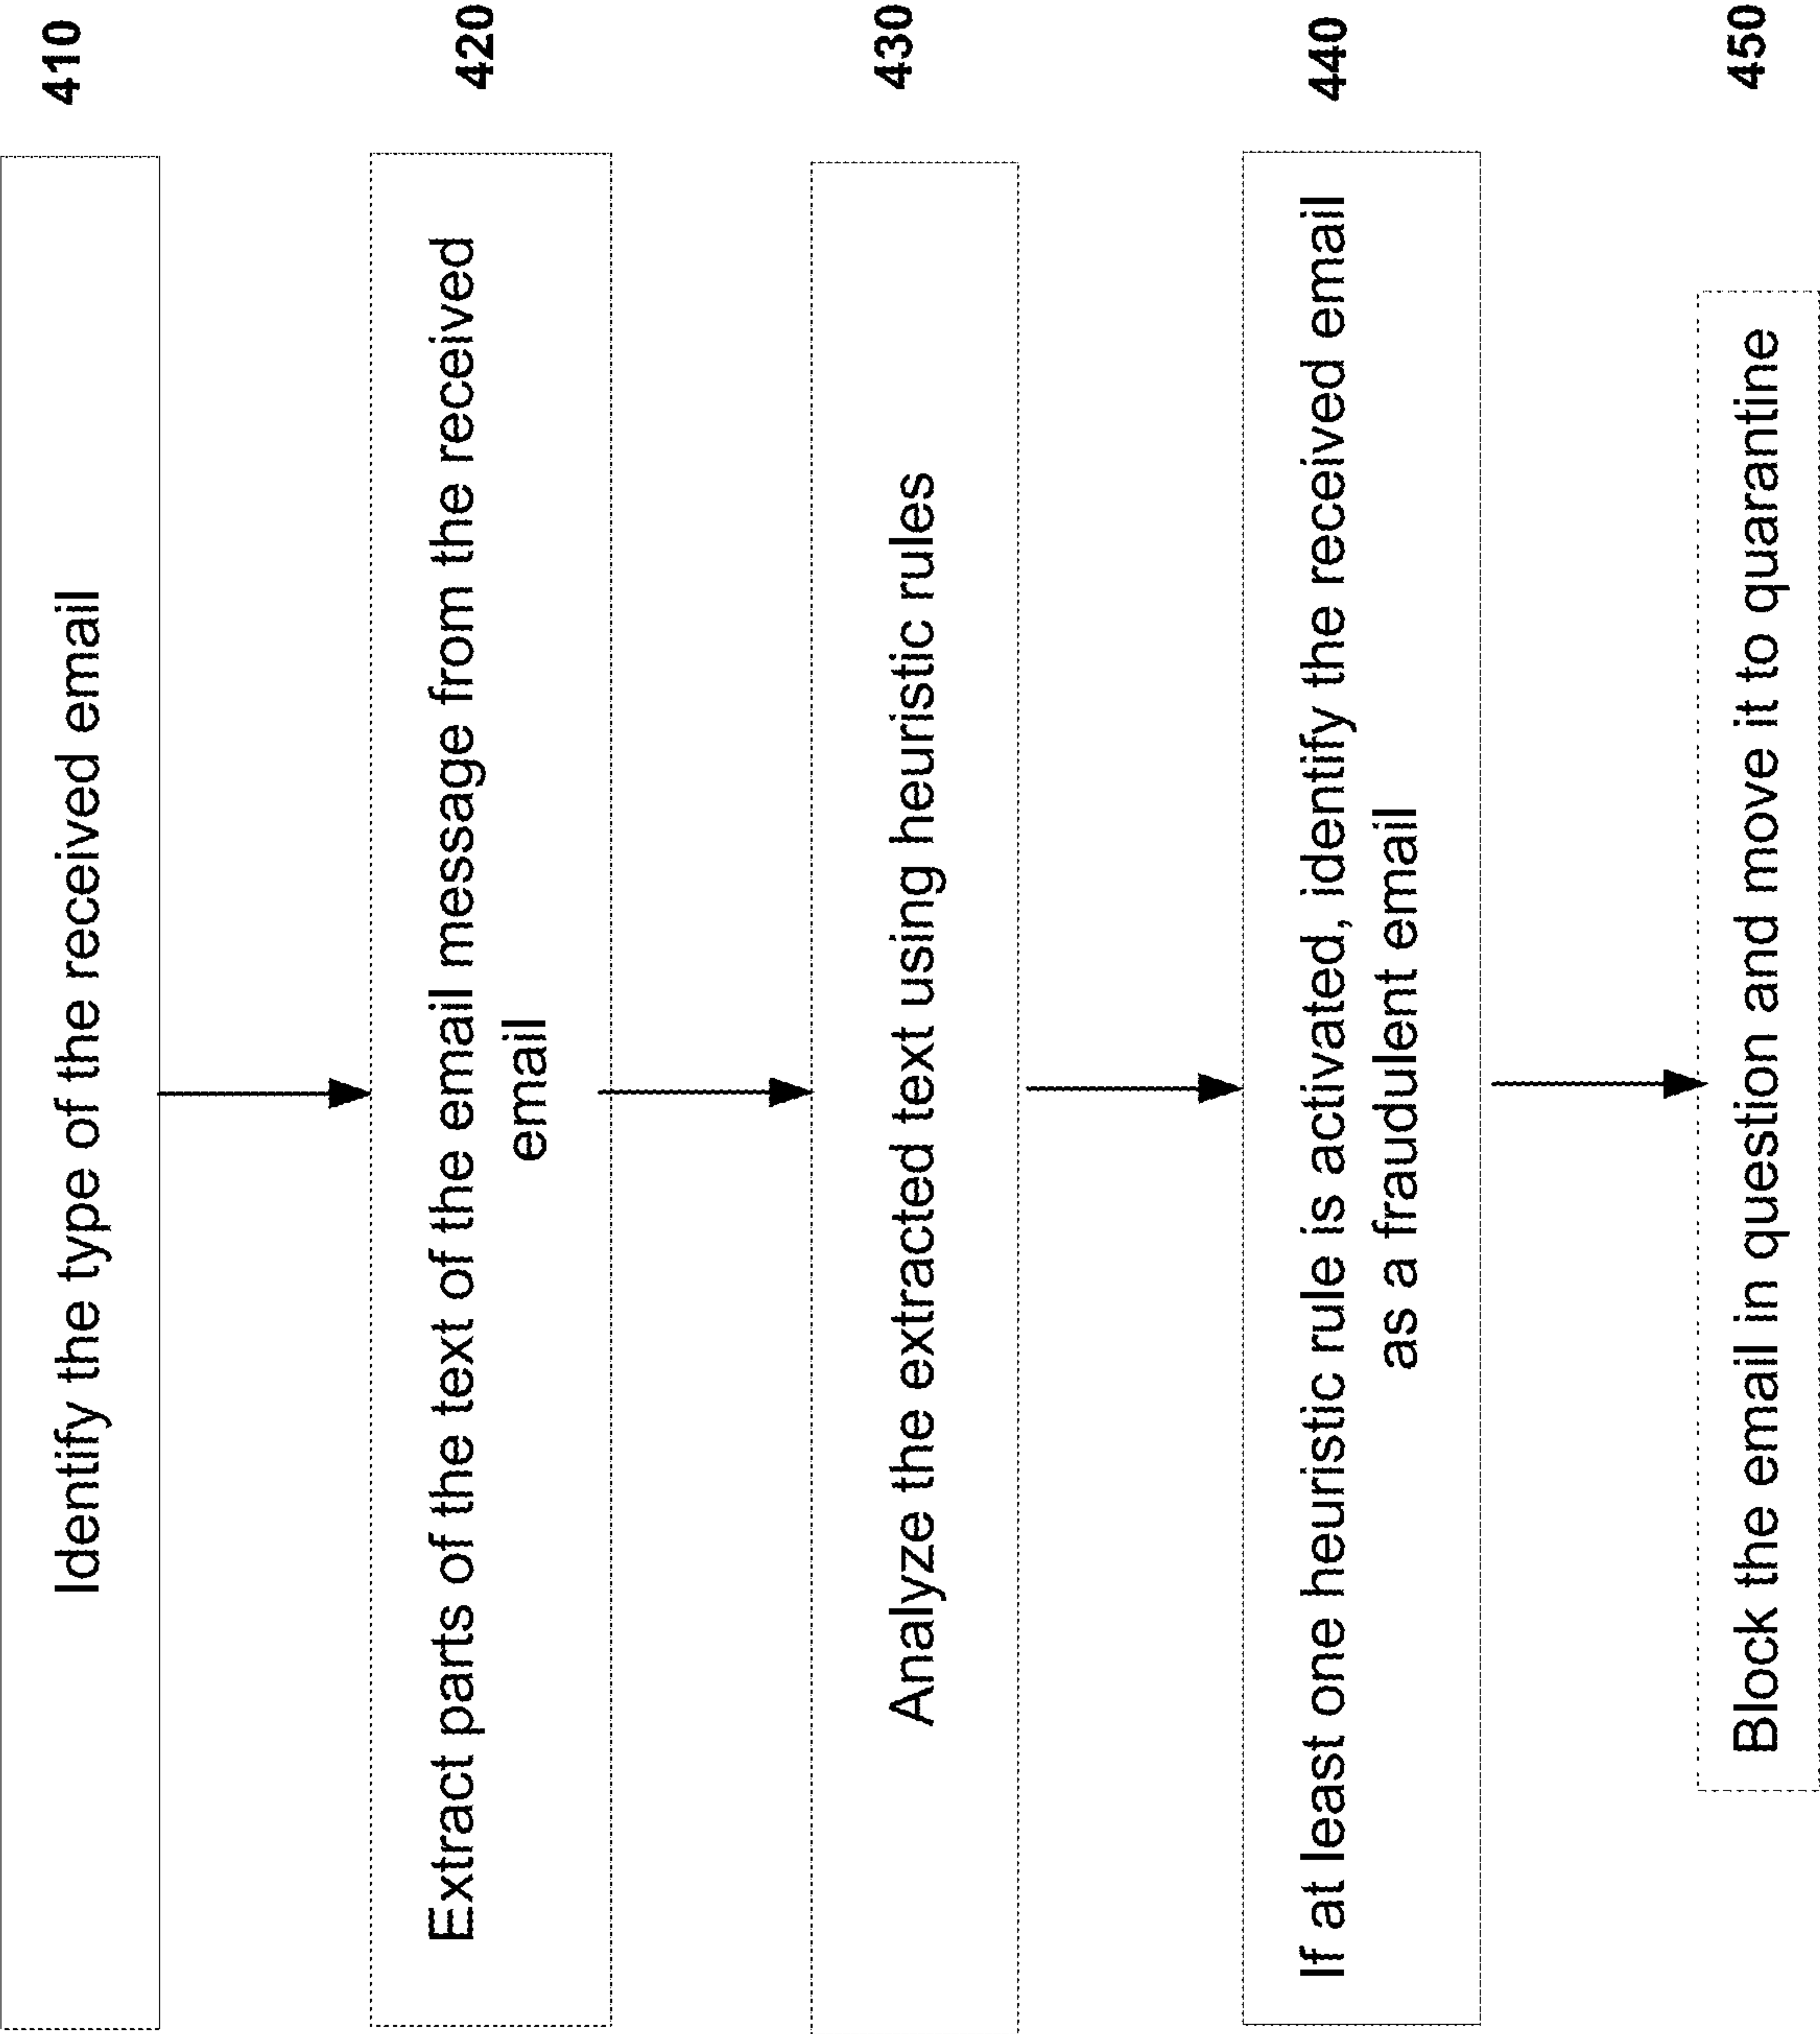 Identify the type of the received email
410
Extract parts of the text of the email message from the received
email
420
Analyze the extracted text using heuristic rules
430
If at least one heuristic rule is activated, identify the received email
as a fraudulent email
440
Block the email in question and move it to quarantine
450